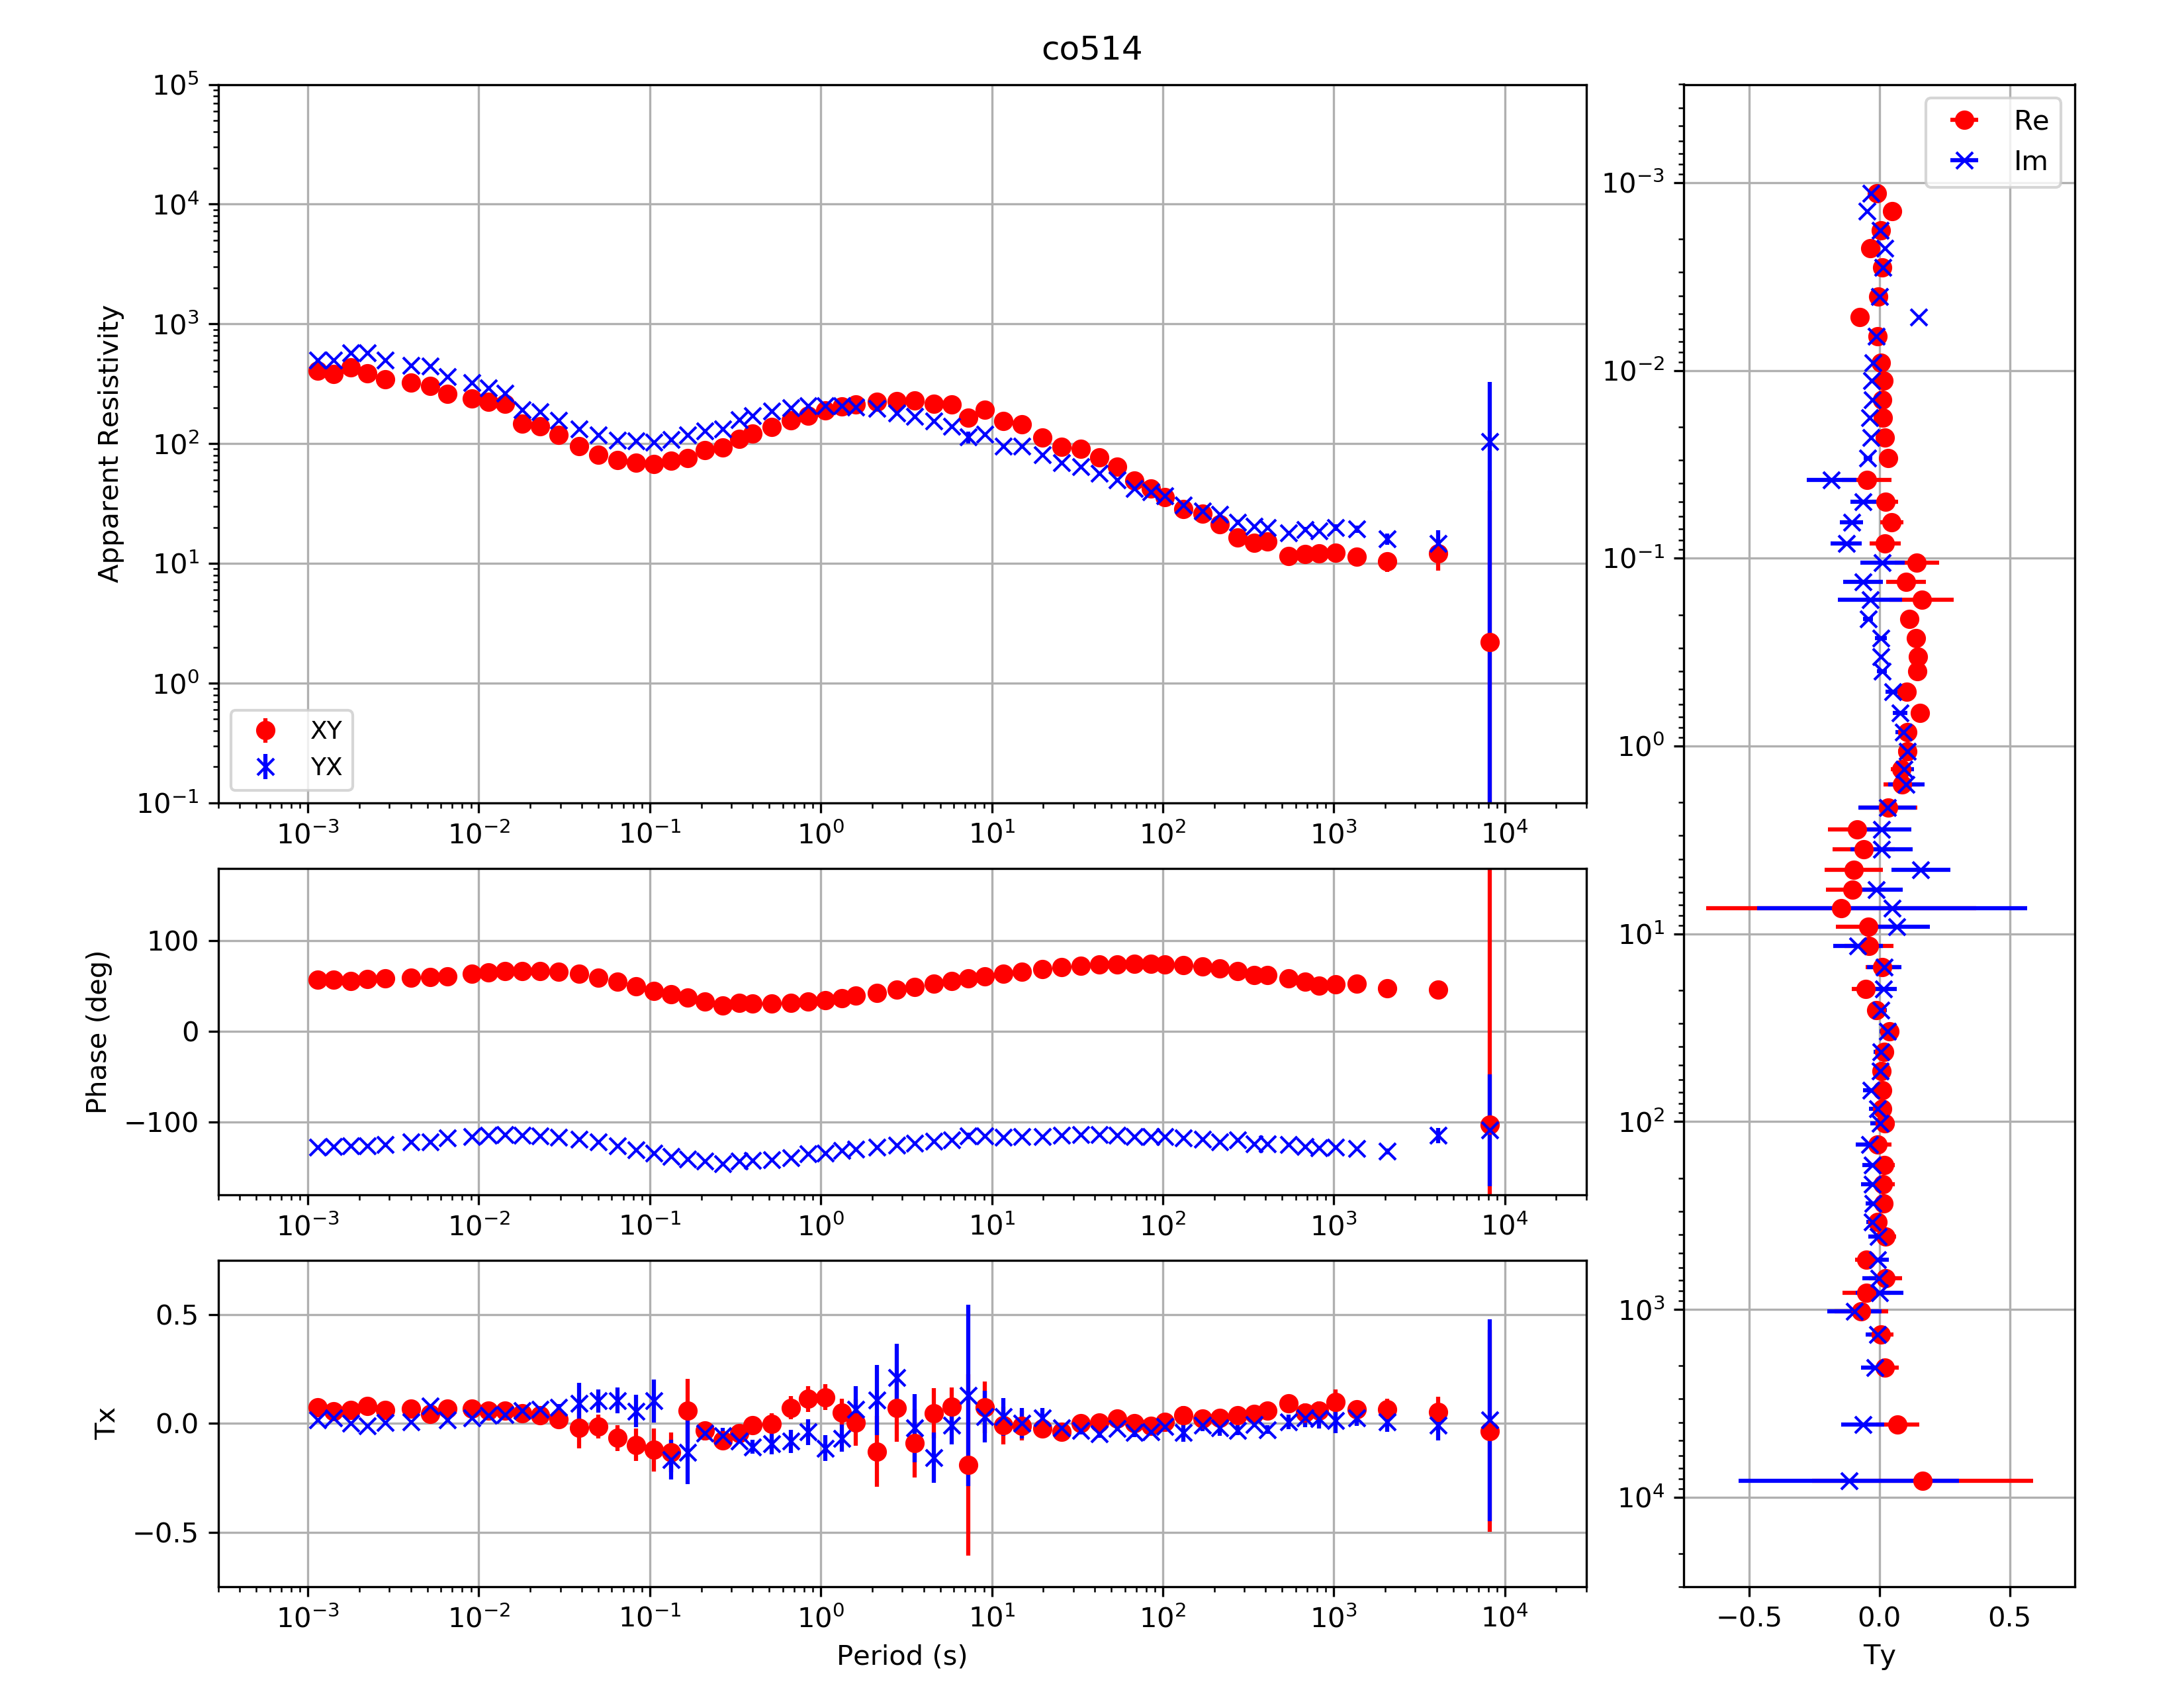 co514
10⁵
10⁴
10³
10²
10¹
10⁰
10⁻¹
Apparent Resistivity
XY
YX
10⁻³ 10⁻² 10⁻¹ 10⁰ 10¹ 10² 10³ 10⁴
100
0
−100
Phase (deg)
10⁻³ 10⁻² 10⁻¹ 10⁰ 10¹ 10² 10³ 10⁴
0.5
0.0
−0.5
Tx
10⁻³ 10⁻² 10⁻¹ 10⁰ 10¹ 10² 10³ 10⁴
Period (s)
Re
Im
10⁻³
10⁻²
10⁻¹
10⁰
10¹
10²
10³
10⁴
−0.5 0.0 0.5
Ty